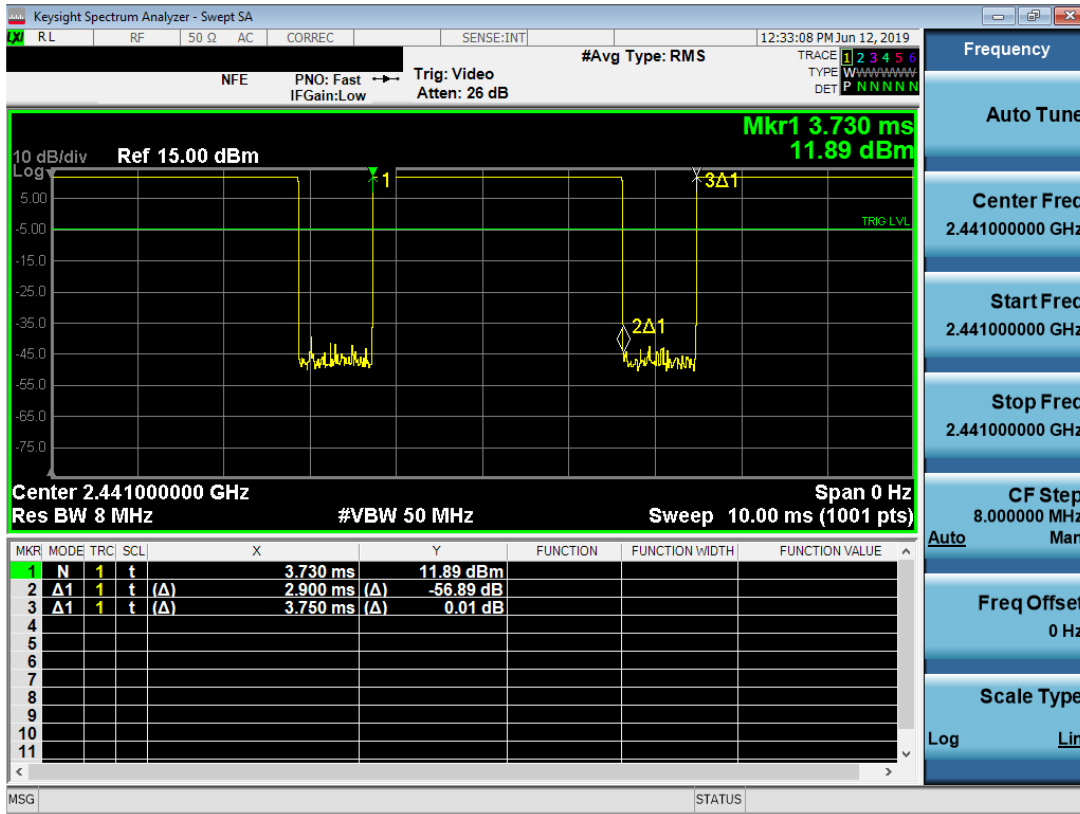 Keysight Spectrum Analyzer - Swept SA
LXI RL RF 50 Ω AC CORREC SENSE:INT 12:33:08 PM Jun 12, 2019
#Avg Type: RMS
TRACE 1 2 3 4 5 6
TYPE WWWWWW
DET P N N N N N
NFE
PNO: Fast
IFGain:Low
Trig: Video
Atten: 26 dB
Mkr1 3.730 ms
11.89 dBm
10 dB/div Ref 15.00 dBm
Log
1
3Δ1
5.00
-5.00
TRIG LVL
-15.0
-25.0
-35.0
2Δ1
-45.0
-55.0
-65.0
-75.0
Center 2.441000000 GHz Span 0 Hz
Res BW 8 MHz #VBW 50 MHz Sweep 10.00 ms (1001 pts)
MKR MODE TRC SCL X Y FUNCTION FUNCTION WIDTH FUNCTION VALUE
1 N 1 t 3.730 ms 11.89 dBm
2 Δ1 1 t (Δ) 2.900 ms (Δ) -56.89 dB
3 Δ1 1 t (Δ) 3.750 ms (Δ) 0.01 dB
4
5
6
7
8
9
10
11
MSG STATUS
Frequency
Auto Tune
Center Freq
2.441000000 GHz
Start Freq
2.441000000 GHz
Stop Freq
2.441000000 GHz
CF Step
8.000000 MHz
Auto Man
Freq Offset
0 Hz
Scale Type
Log Lin